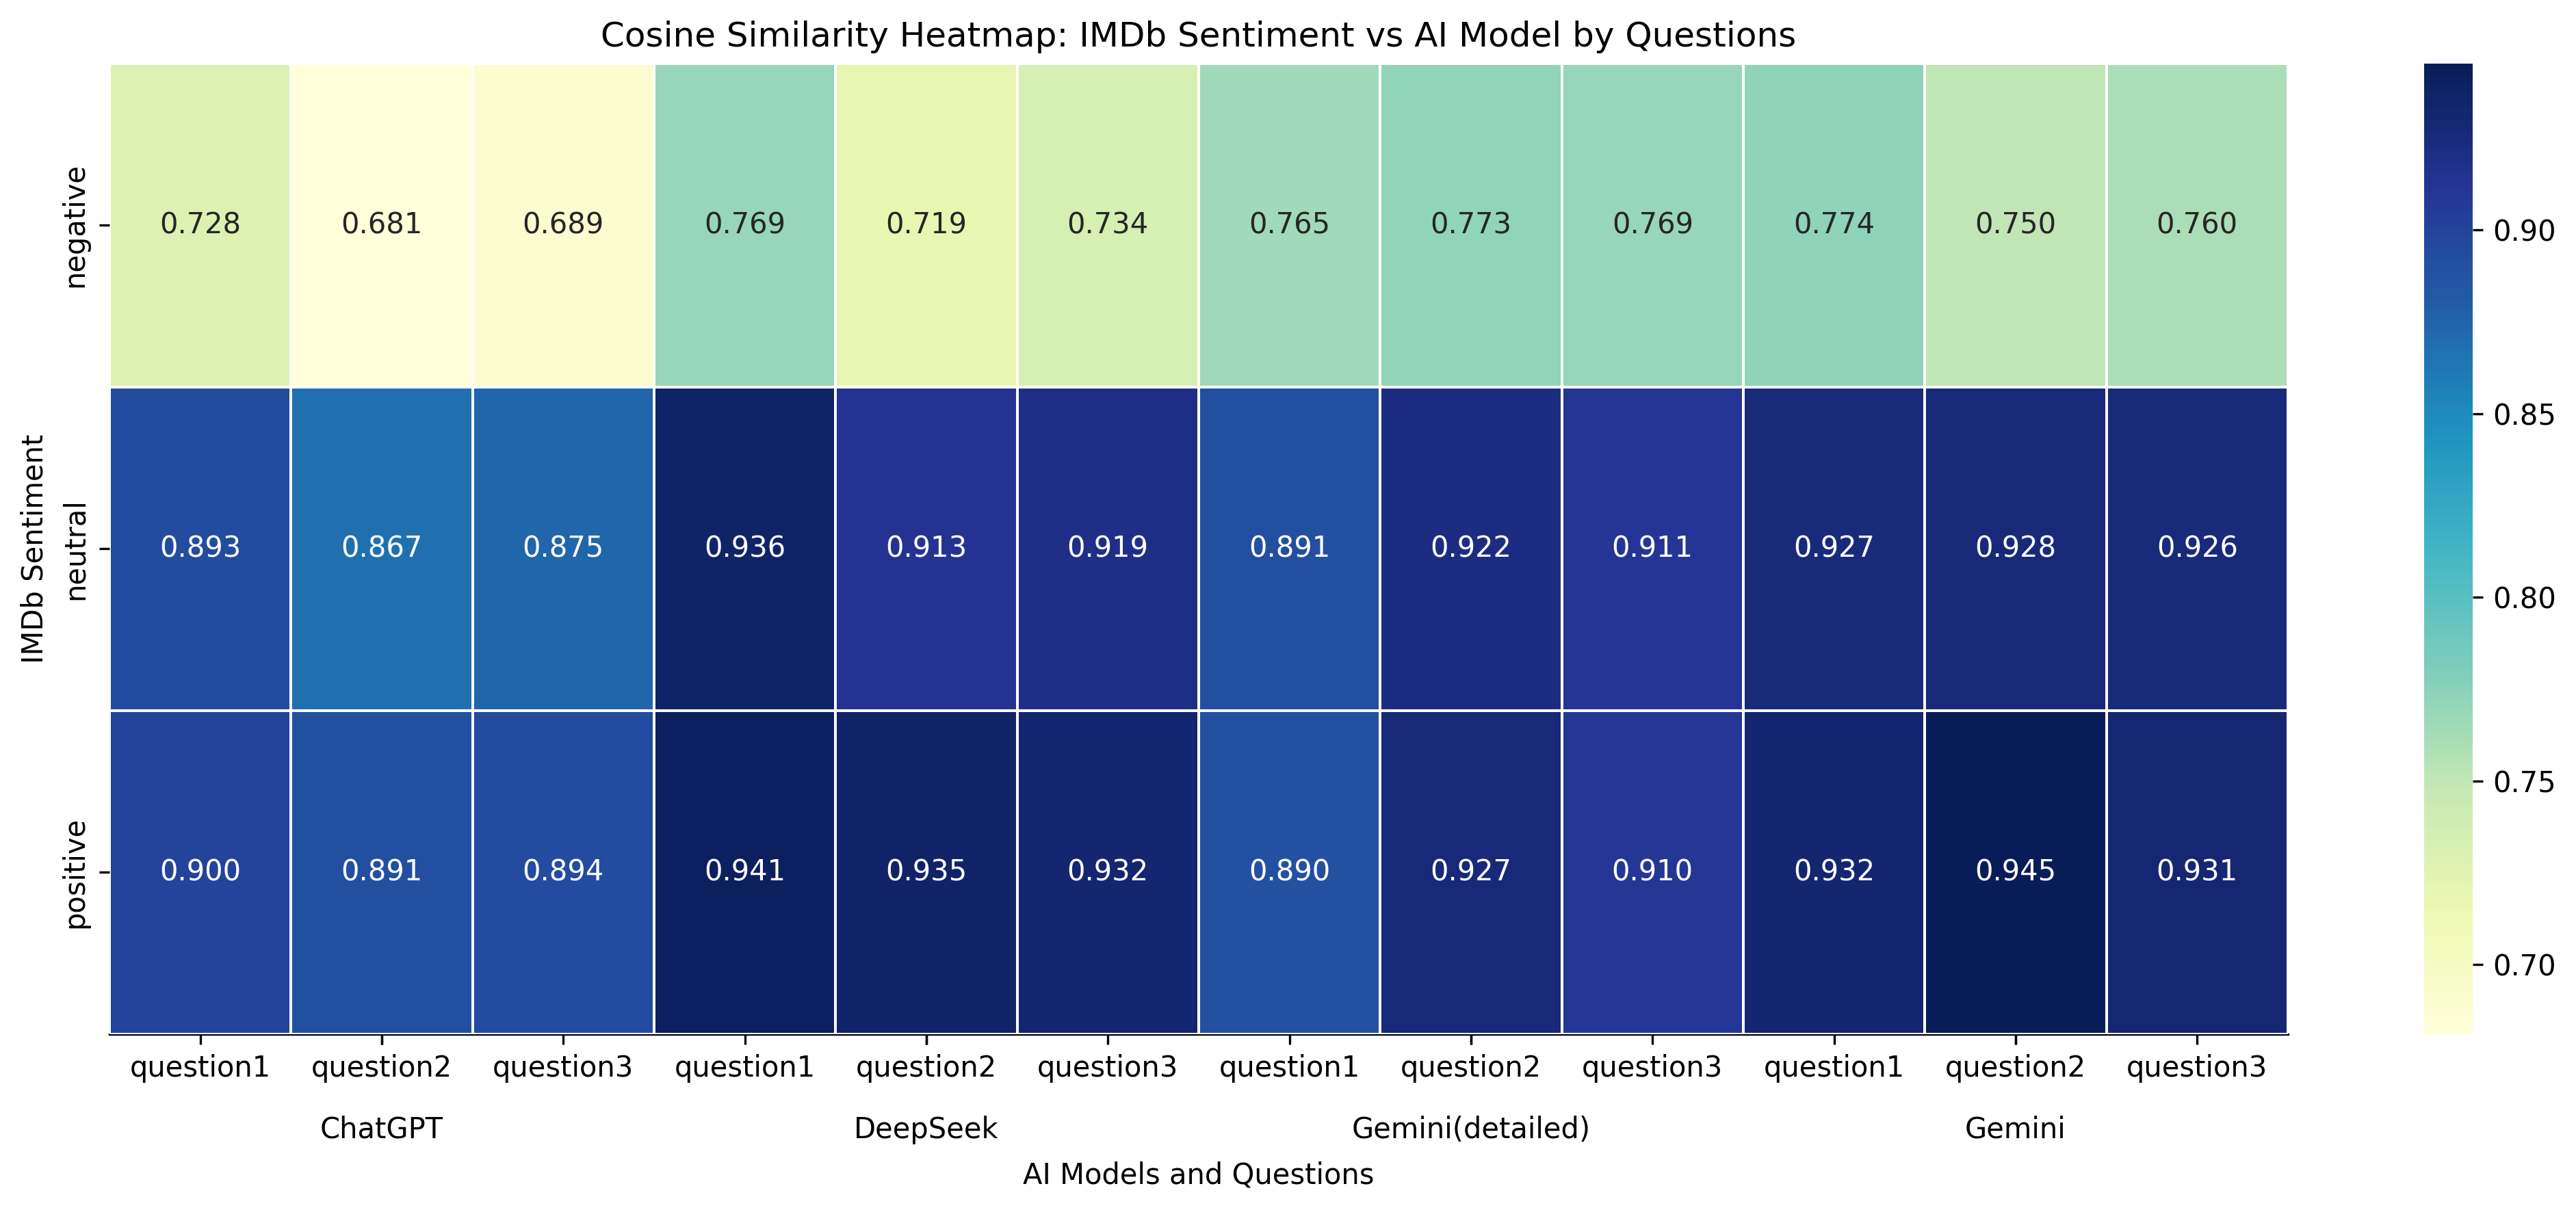 Cosine Similarity Heatmap: IMDb Sentiment vs AI Model by Questions
IMDb Sentiment
negative
0.728 0.681 0.689 0.769 0.719 0.734 0.765 0.773 0.769 0.774 0.750 0.760
neutral
0.893 0.867 0.875 0.936 0.913 0.919 0.891 0.922 0.911 0.927 0.928 0.926
positive
0.900 0.891 0.894 0.941 0.935 0.932 0.890 0.927 0.910 0.932 0.945 0.931
question1 question2 question3 question1 question2 question3 question1 question2 question3 question1 question2 question3
ChatGPT DeepSeek Gemini(detailed) Gemini
AI Models and Questions
0.90
0.85
0.80
0.75
0.70